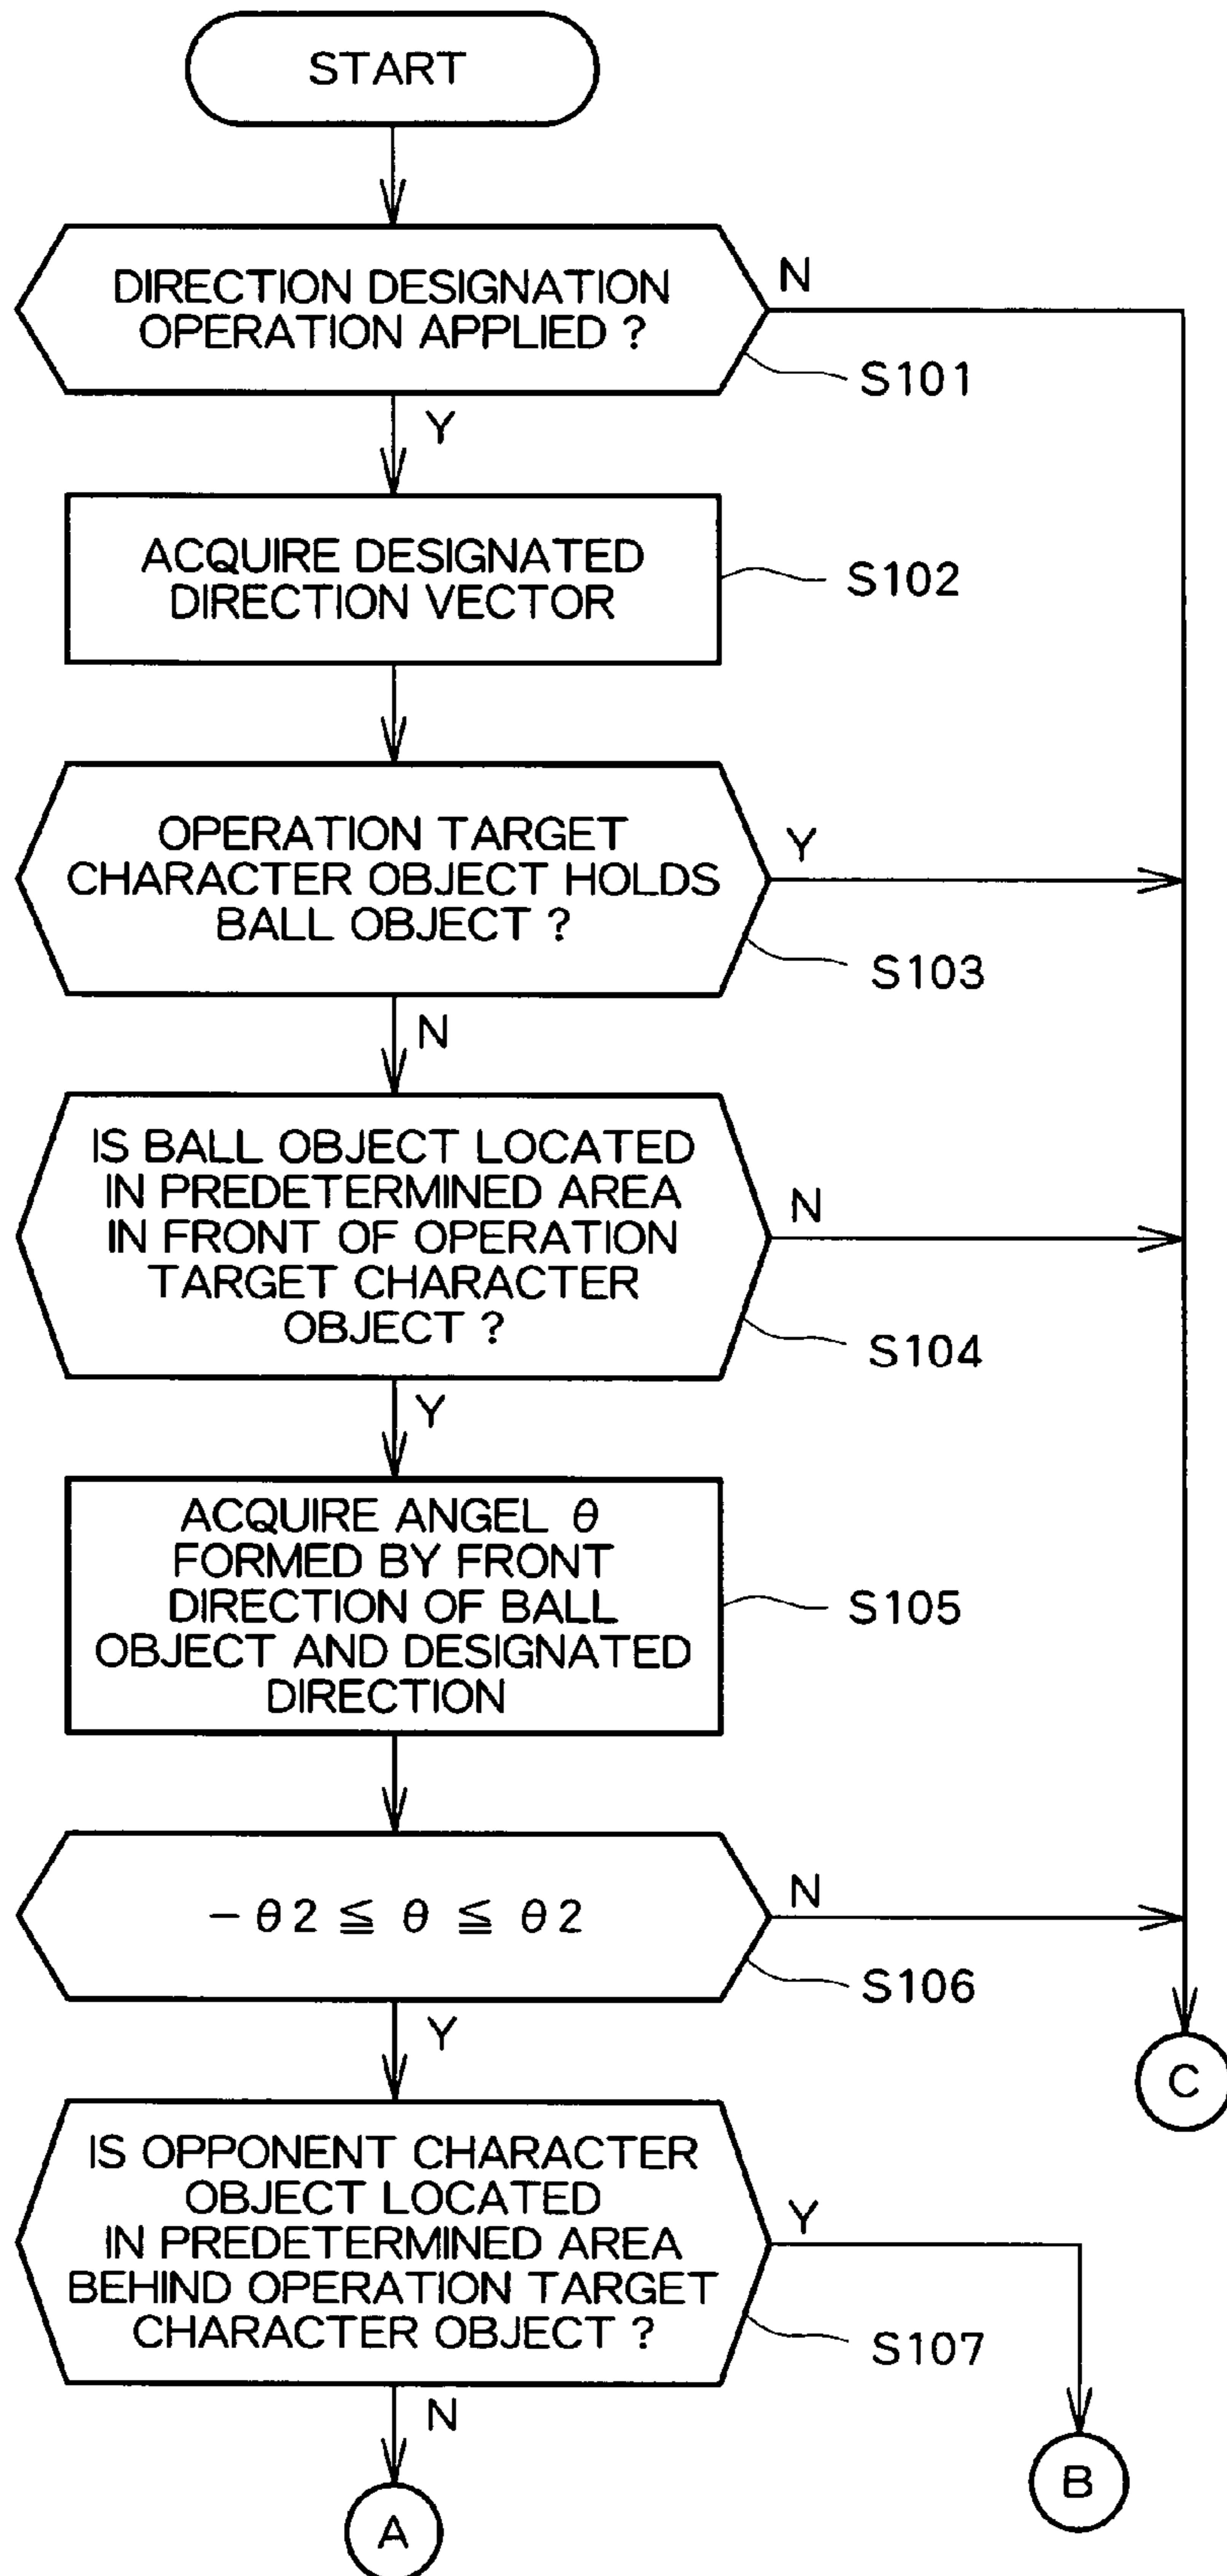 START
DIRECTION DESIGNATION
OPERATION APPLIED ?
N
S101
Y
ACQUIRE DESIGNATED
DIRECTION VECTOR
S102
OPERATION TARGET
CHARACTER OBJECT HOLDS
BALL OBJECT ?
Y
S103
N
IS BALL OBJECT LOCATED
IN PREDETERMINED AREA
IN FRONT OF OPERATION
TARGET CHARACTER
OBJECT ?
N
S104
Y
ACQUIRE ANGEL θ
FORMED BY FRONT
DIRECTION OF BALL
OBJECT AND DESIGNATED
DIRECTION
S105
− θ2 ≦ θ ≦ θ2
N
S106
Y
C
IS OPPONENT CHARACTER
OBJECT LOCATED
IN PREDETERMINED AREA
BEHIND OPERATION TARGET
CHARACTER OBJECT ?
Y
S107
N
B
A